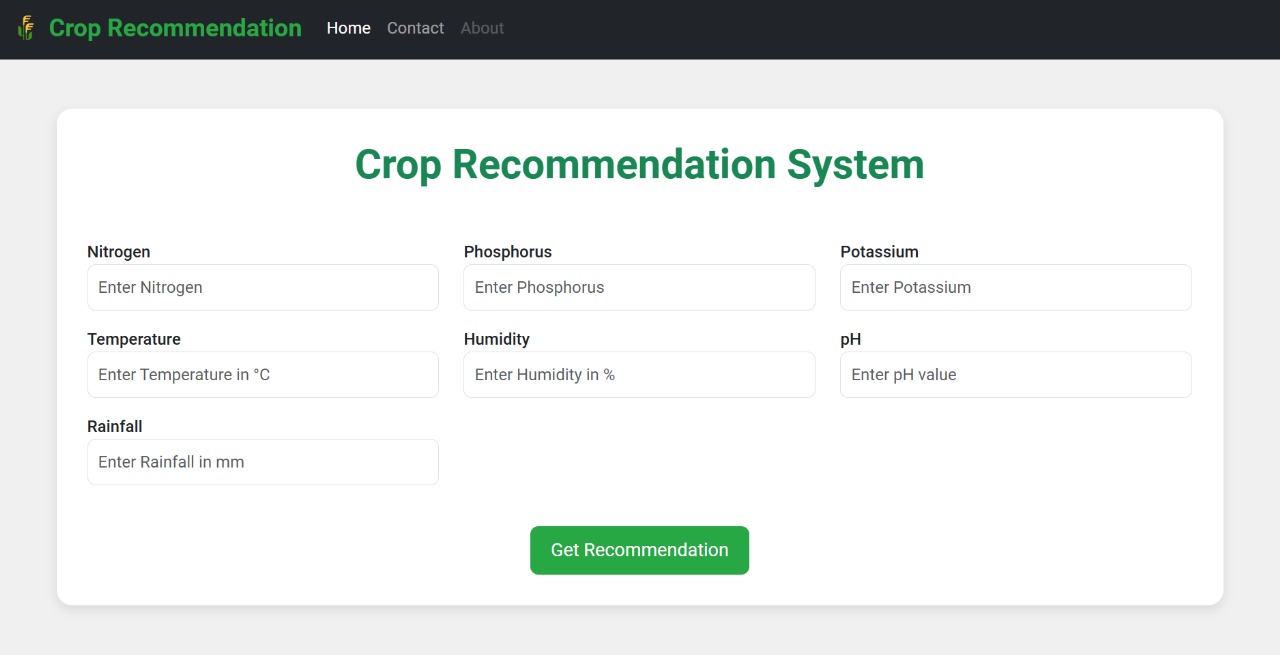 Crop Recommendation Home Contact About
Crop Recommendation System
Nitrogen Phosphorus Potassium
Enter Nitrogen Enter Phosphorus Enter Potassium
Temperature Humidity pH
Enter Temperature in °C Enter Humidity in % Enter pH value
Rainfall
Enter Rainfall in mm
Get Recommendation